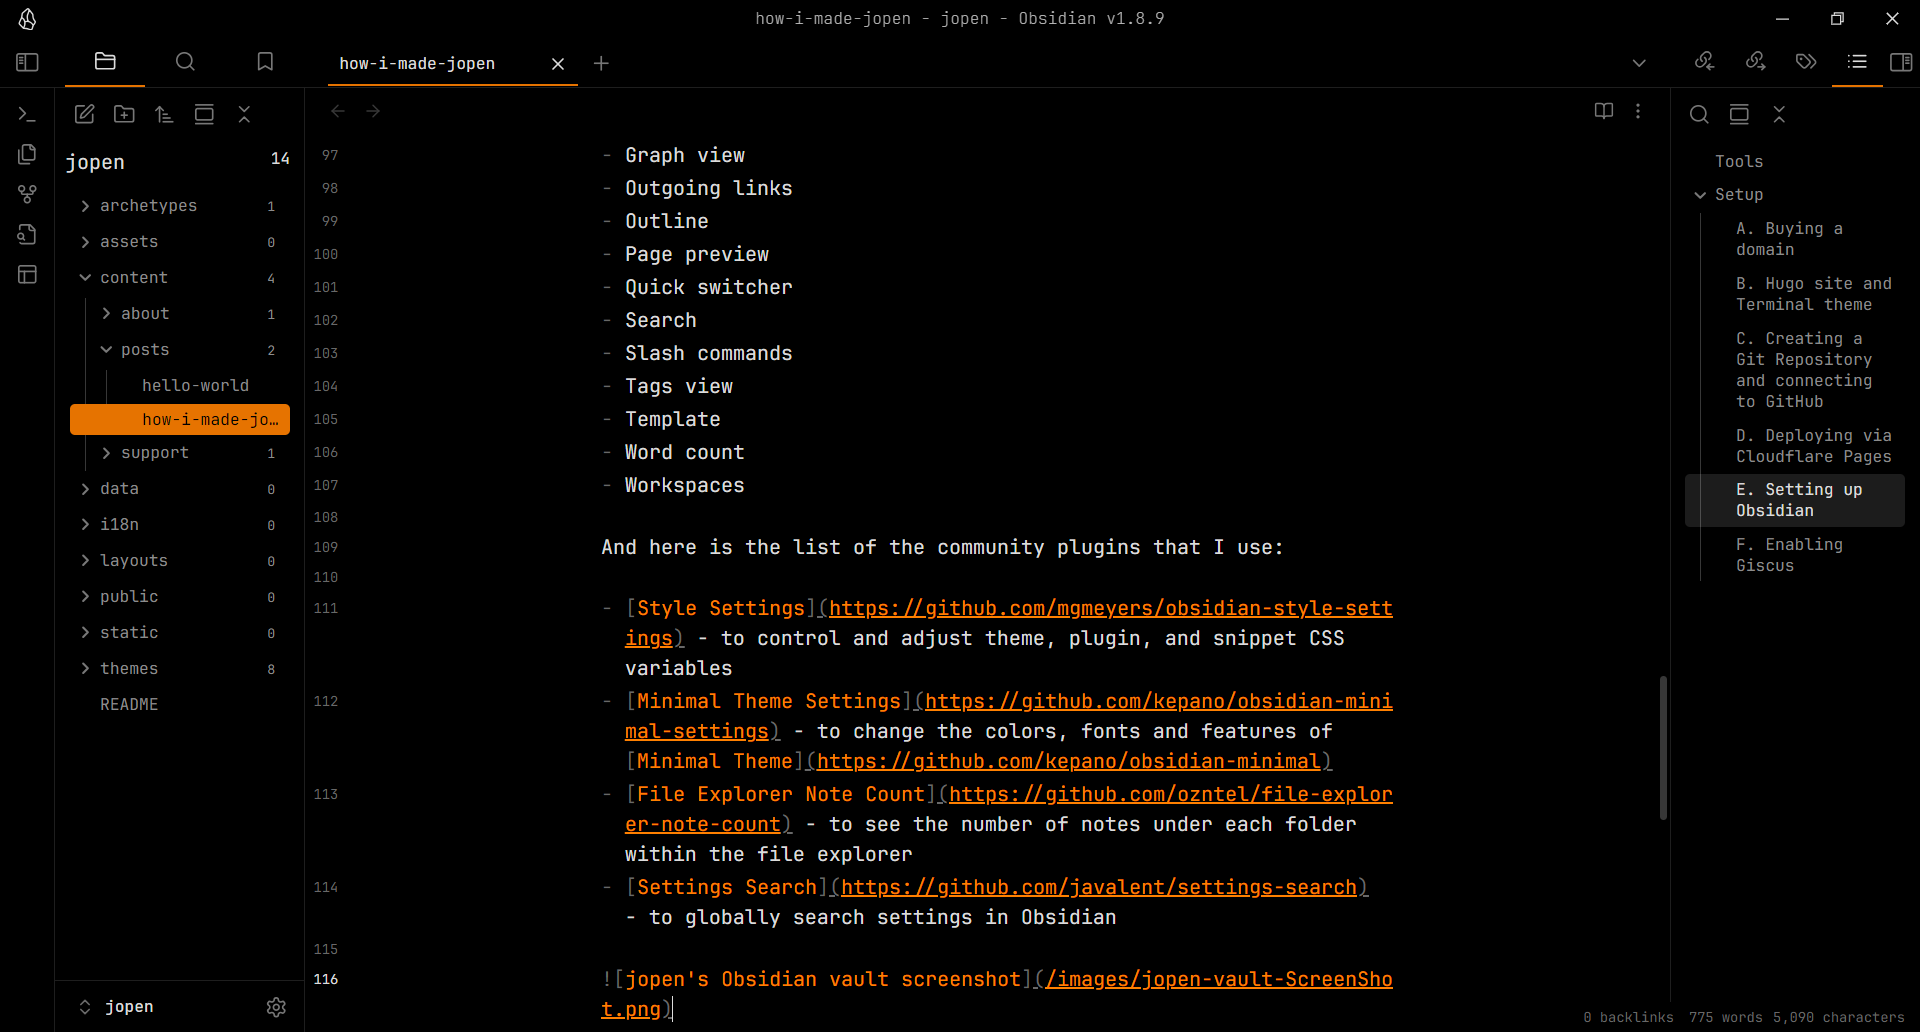 how-i-made-jopen - jopen - Obsidian v1.8.9
how-i-made-jopen
jopen 14
archetypes 1
assets 0
content 4
about 1
posts 2
hello-world
how-i-made-jo…
support 1
data 0
i18n 0
layouts 0
public 0
static 0
themes 8
README
jopen
97 - Graph view
98 - Outgoing links
99 - Outline
100 - Page preview
101 - Quick switcher
102 - Search
103 - Slash commands
104 - Tags view
105 - Template
106 - Word count
107 - Workspaces
108
109 And here is the list of the community plugins that I use:
110
111 - [Style Settings](https://github.com/mgmeyers/obsidian-style-sett
ings) - to control and adjust theme, plugin, and snippet CSS
variables
112 - [Minimal Theme Settings](https://github.com/kepano/obsidian-mini
mal-settings) - to change the colors, fonts and features of
[Minimal Theme](https://github.com/kepano/obsidian-minimal)
113 - [File Explorer Note Count](https://github.com/ozntel/file-explor
er-note-count) - to see the number of notes under each folder
within the file explorer
114 - [Settings Search](https://github.com/javalent/settings-search)
- to globally search settings in Obsidian
115
116 ![jopen's Obsidian vault screenshot](/images/jopen-vault-ScreenSho
t.png)
Tools
Setup
A. Buying a
domain
B. Hugo site and
Terminal theme
C. Creating a
Git Repository
and connecting
to GitHub
D. Deploying via
Cloudflare Pages
E. Setting up
Obsidian
F. Enabling
Giscus
0 backlinks 775 words 5,090 characters